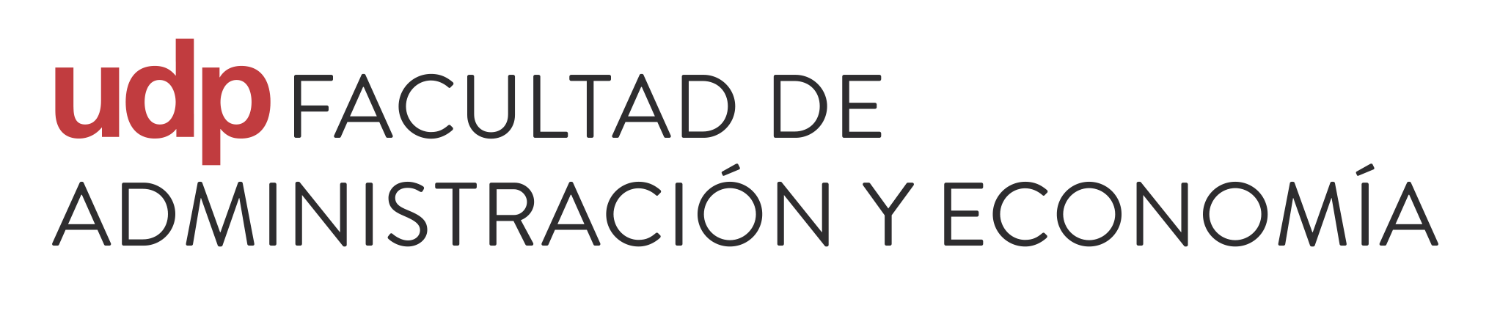 udp FACULTAD DE
ADMINISTRACIÓN Y ECONOMÍA